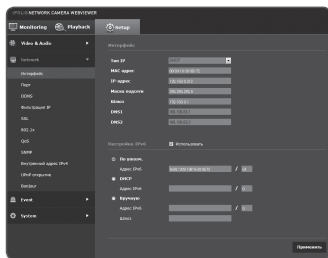 iPOLiS NETWORK CAMERA WEBVIEWER
Monitoring
Playback
Setup
Video & Audio
Network
Интерфейс
Порт
DDNS
Фильтрация IP
SSL
802.1x
QoS
SNMP
Внутренний адрес IPv4
UPnP открытие
Bonjour
Event
System
Интерфейс
Тип IP
MAC-адрес
IP-адрес
Маска подсети
Шлюз
DNS1
DNS2
Настройка IPv6
Использовать
По умолч.
Адрес IPv6
/
DHCP
Адрес IPv6
/
Вручную
Адрес IPv6
/
Шлюз
Применить